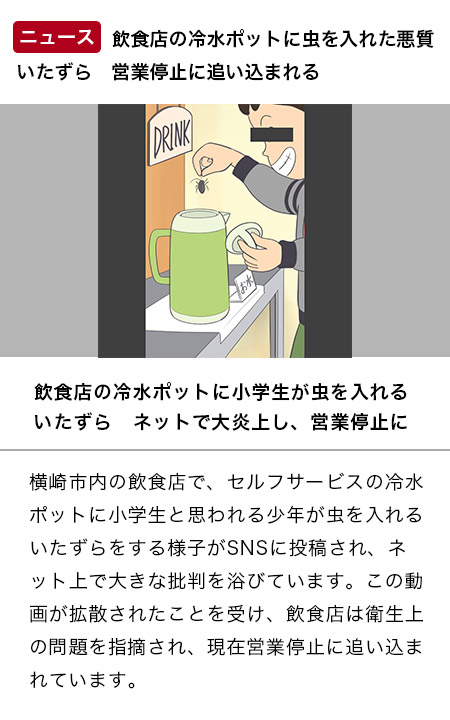 ニュース 飲食店の冷水ポットに虫を入れた悪質
いたずら　営業停止に追い込まれる
DRINK
お水
飲食店の冷水ポットに小学生が虫を入れる
いたずら　ネットで大炎上し、営業停止に
横崎市内の飲食店で、セルフサービスの冷水
ポットに小学生と思われる少年が虫を入れる
いたずらをする様子がSNSに投稿され、ネ
ット上で大きな批判を浴びています。この動
画が拡散されたことを受け、飲食店は衛生上
の問題を指摘され、現在営業停止に追い込ま
れています。